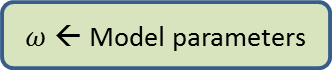 ω ← Model parameters